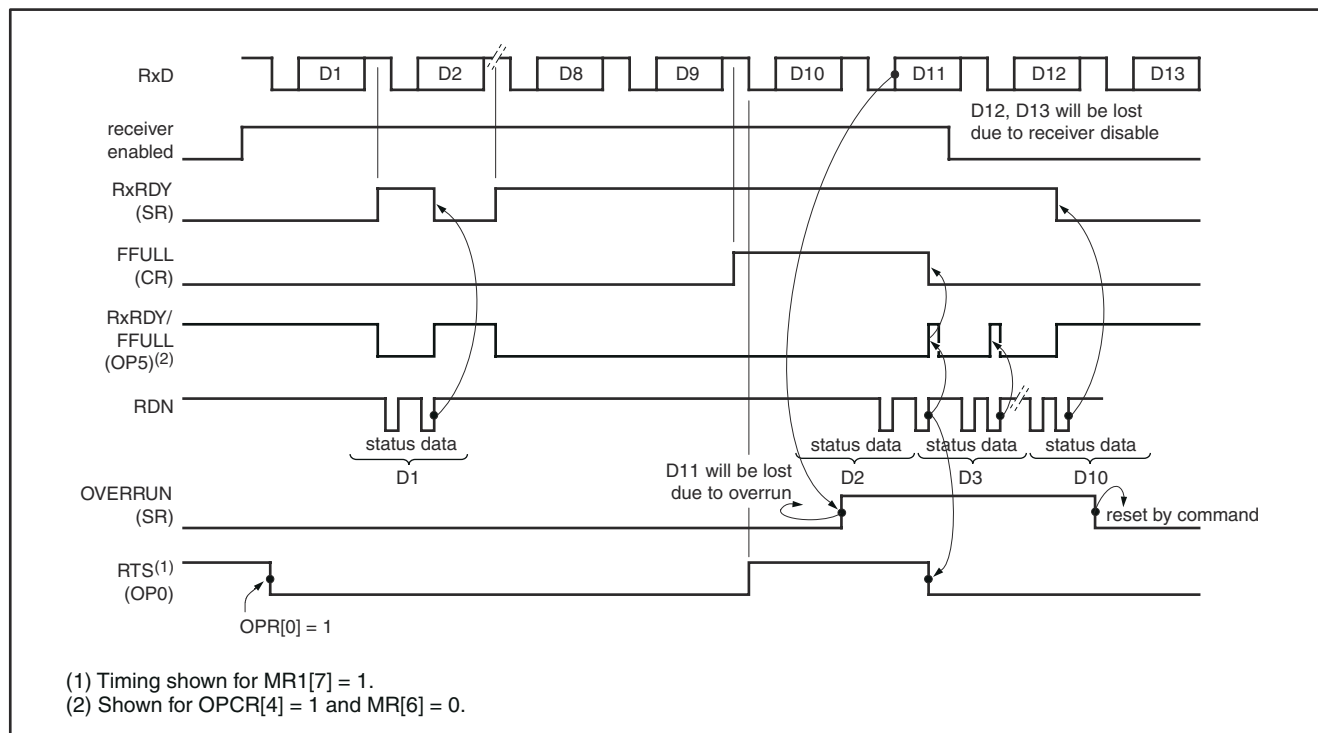 RxD
D1
D2
D8
D9
D10
D11
D12
D13
D12, D13 will be lost
due to receiver disable
receiver
enabled
RxRDY
(SR)
FFULL
(CR)
RxRDY/
FFULL
(OP5)(2)
RDN
status data
D1
status data
D2
status data
D3
status data
D10
D11 will be lost
due to overrun
OVERRUN
(SR)
reset by command
RTS(1)
(OP0)
OPR[0] = 1
(1) Timing shown for MR1[7] = 1.
(2) Shown for OPCR[4] = 1 and MR[6] = 0.